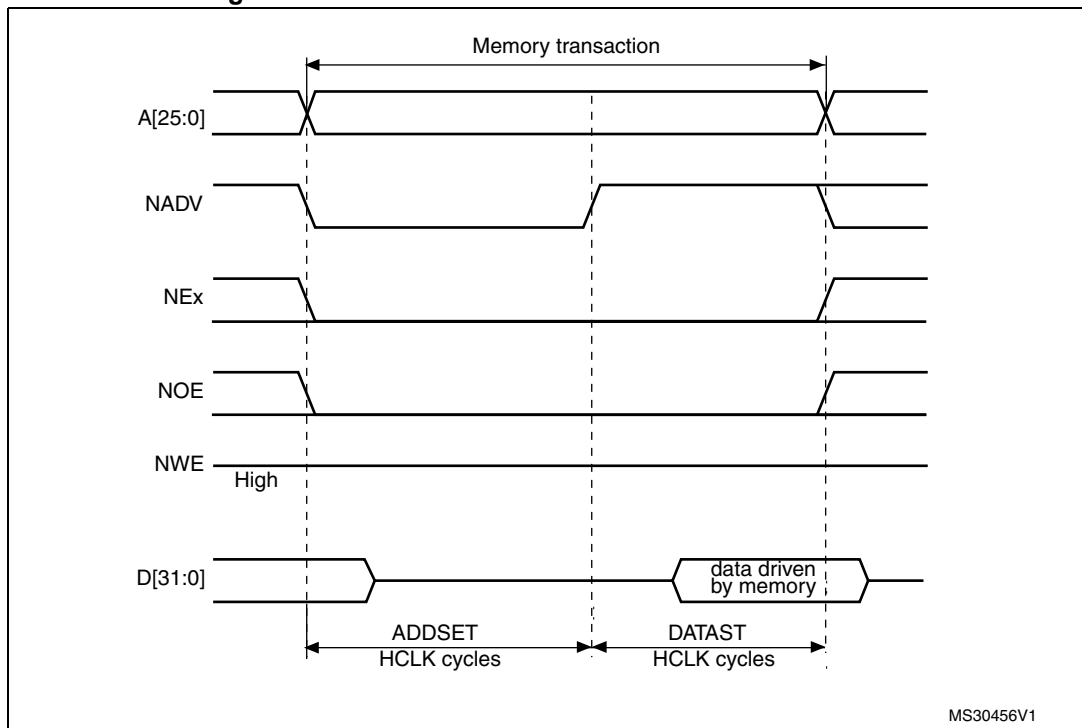 Memory transaction
A[25:0]
NADV
NEx
NOE
NWE
High
D[31:0]
data driven
by memory
ADDSET
HCLK cycles
DATAST
HCLK cycles
MS30456V1